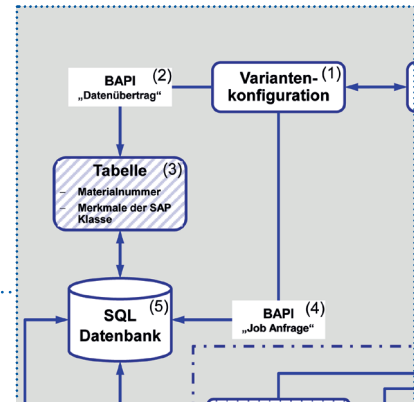 BAPI (2)
„Datenübertrag“
Varianten- (1)
konfiguration
Tabelle (3)
– Materialnummer
– Merkmale der SAP
Klasse
SQL (5)
Datenbank
BAPI (4)
„Job Anfrage“